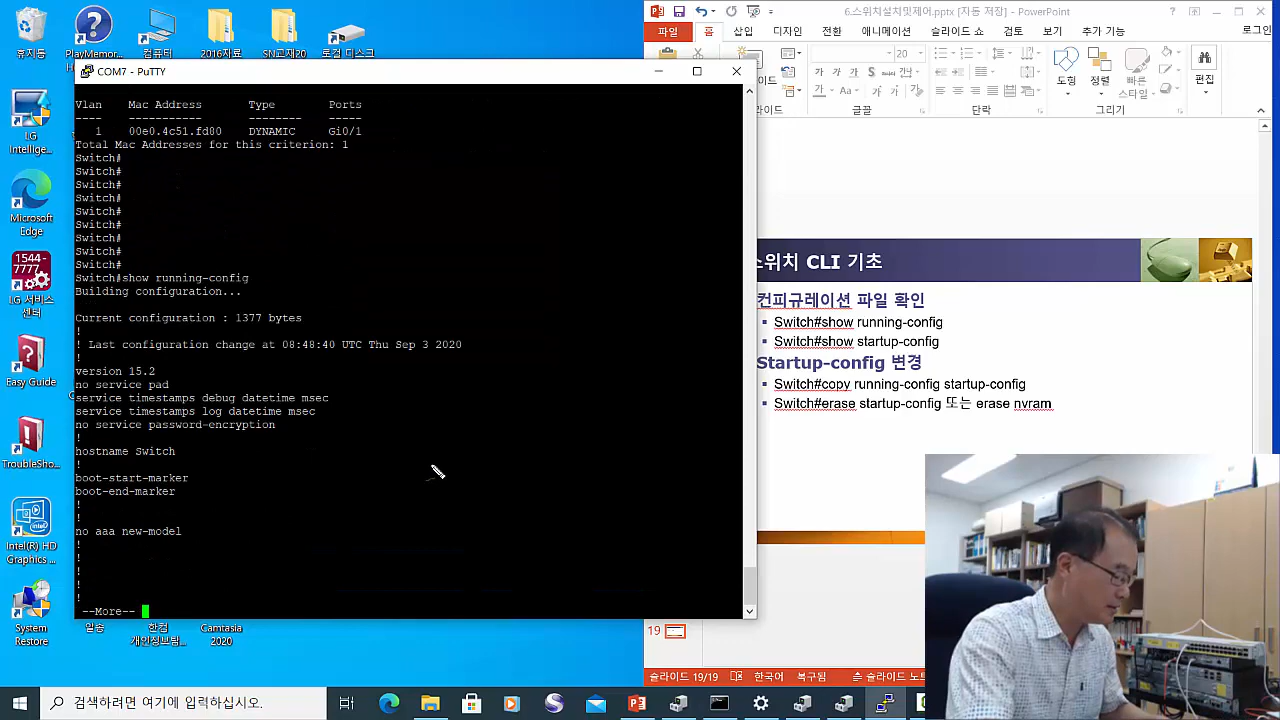 휴지통
PlayMemor...
컴퓨터
2016자료
SN교재20
로컬 디스크
LG
Intellige...
Microsoft
Edge
1544-
7777
LG 서비스
센터
Easy Guide
TroubleSho...
Intel(R) HD
Graphics ...
System
Restore
일송
한컴
개인정보탐...
Camtasia
2020
COM7 - PuTTY
Vlan    Mac Address       Type        Ports
----    -----------       --------    -----
1    00e0.4c51.fd00    DYNAMIC     Gi0/1
Total Mac Addresses for this criterion: 1
Switch#
Switch#
Switch#
Switch#
Switch#
Switch#
Switch#
Switch#
Switch#
Switch#show running-config
Building configuration...
Current configuration : 1377 bytes
!
! Last configuration change at 08:48:40 UTC Thu Sep 3 2020
!
version 15.2
no service pad
service timestamps debug datetime msec
service timestamps log datetime msec
no service password-encryption
!
hostname Switch
!
boot-start-marker
boot-end-marker
!
!
no aaa new-model
!
!
!
!
!
--More--
6.스위치설치및제어.pptx [자동 저장] - PowerPoint
파일 홈 삽입 디자인 전환 애니메이션 슬라이드 쇼 검토 보기 추가 기능 로그인
20
가 가 가
도형 정렬 빠른 스타일 편집
글꼴 단락 그리기
스위치 CLI 기초
컨피규레이션 파일 확인
▪ Switch#show running-config
▪ Switch#show startup-config
Startup-config 변경
▪ Switch#copy running-config startup-config
▪ Switch#erase startup-config 또는 erase nvram
19
슬라이드 19/19 한국어 복구됨 슬라이드 노트
검색하려면 여기에 입력하십시오.